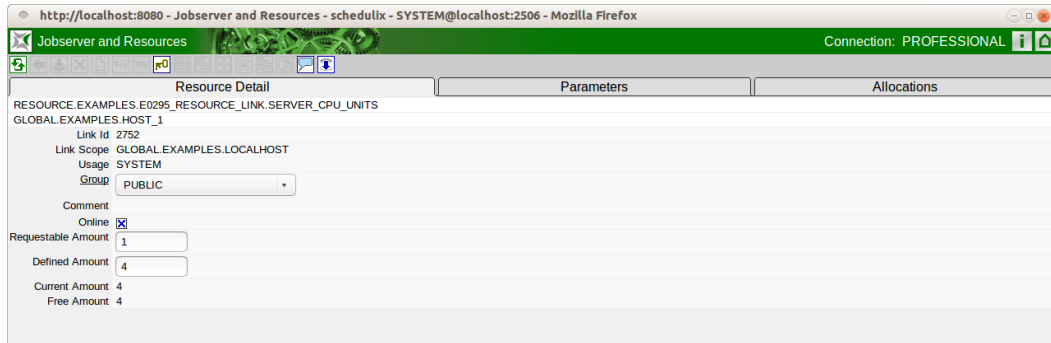 http://localhost:8080 - Jobserver and Resources - schedulix - SYSTEM@localhost:2506 - Mozilla Firefox
Jobserver and Resources
Connection: PROFESSIONAL
Resource Detail Parameters Allocations
RESOURCE.EXAMPLES.E0295_RESOURCE_LINK.SERVER_CPU_UNITS
GLOBAL.EXAMPLES.HOST_1
Link Id 2752
Link Scope GLOBAL.EXAMPLES.LOCALHOST
Usage SYSTEM
Group PUBLIC
Comment
Online
Requestable Amount 1
Defined Amount 4
Current Amount 4
Free Amount 4